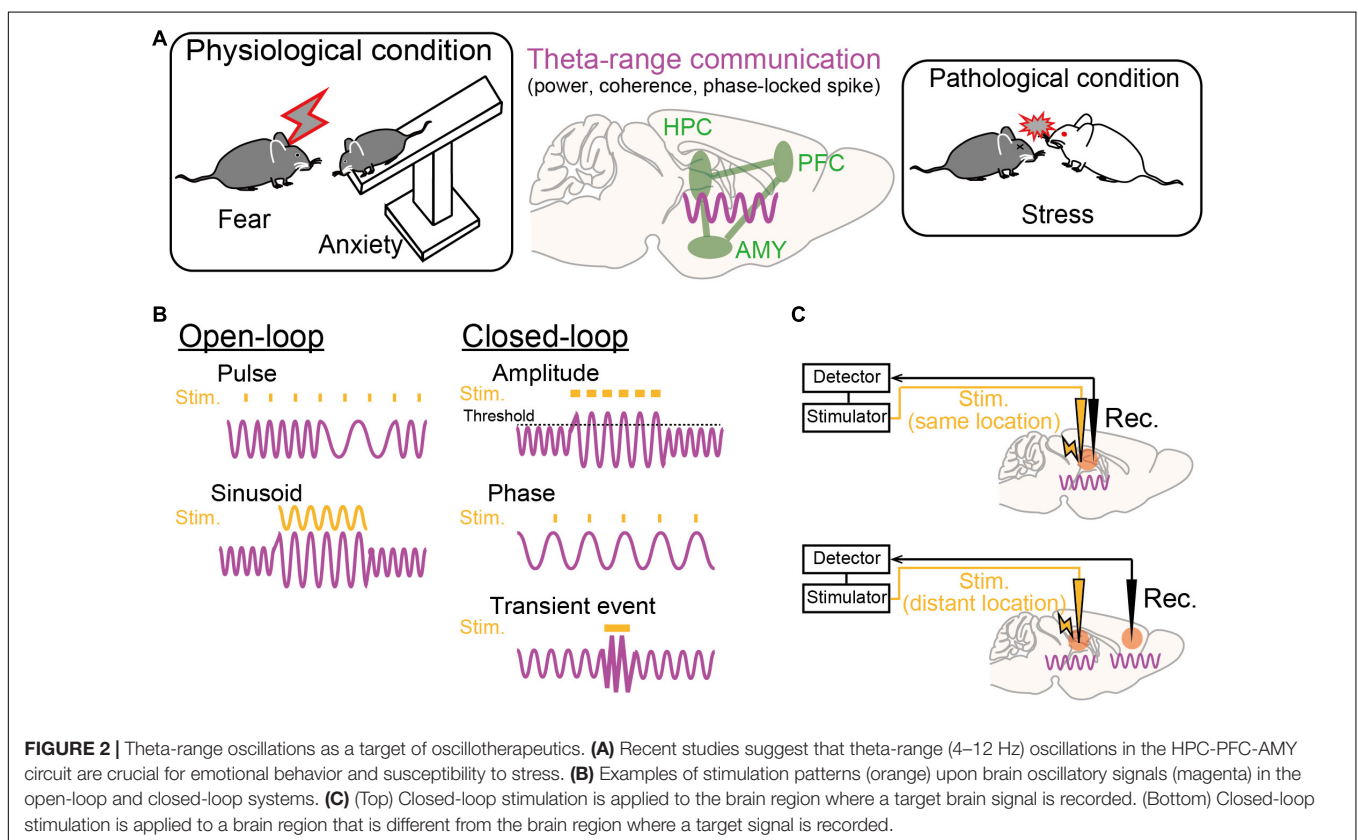 A
Physiological condition
Fear
Anxiety
Theta-range communication
(power, coherence, phase-locked spike)
HPC
PFC
AMY
Pathological condition
Stress
B
Open-loop
Pulse
Stim.
Sinusoid
Stim.
Closed-loop
Amplitude
Stim.
Threshold
Phase
Stim.
Transient event
Stim.
C
Detector
Stimulator
Stim.
(same location)
Rec.
Detector
Stimulator
Stim.
(distant location)
Rec.
FIGURE 2 | Theta-range oscillations as a target of oscillotherapeutics. (A) Recent studies suggest that theta-range (4–12 Hz) oscillations in the HPC-PFC-AMY
circuit are crucial for emotional behavior and susceptibility to stress. (B) Examples of stimulation patterns (orange) upon brain oscillatory signals (magenta) in the
open-loop and closed-loop systems. (C) (Top) Closed-loop stimulation is applied to the brain region where a target brain signal is recorded. (Bottom) Closed-loop
stimulation is applied to a brain region that is different from the brain region where a target signal is recorded.